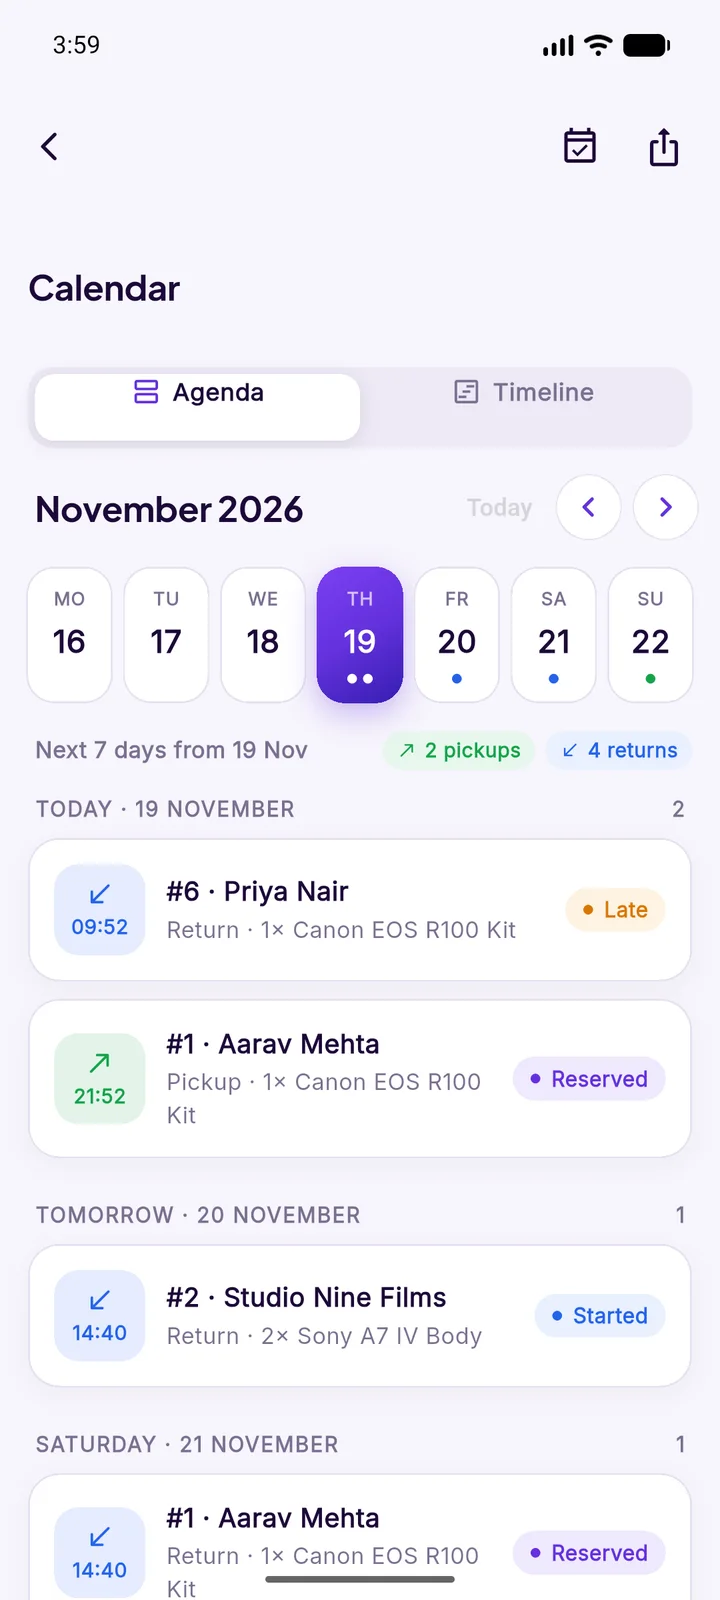 3:59
Calendar
Agenda
Timeline
November 2026
Today
MO
16
TU
17
WE
18
TH
19
FR
20
SA
21
SU
22
Next 7 days from 19 Nov
2 pickups
4 returns
TODAY · 19 NOVEMBER
2
09:52
#6 · Priya Nair
Return · 1× Canon EOS R100 Kit
Late
21:52
#1 · Aarav Mehta
Pickup · 1× Canon EOS R100
Kit
Reserved
TOMORROW · 20 NOVEMBER
1
14:40
#2 · Studio Nine Films
Return · 2× Sony A7 IV Body
Started
SATURDAY · 21 NOVEMBER
1
14:40
#1 · Aarav Mehta
Return · 1× Canon EOS R100
Kit
Reserved